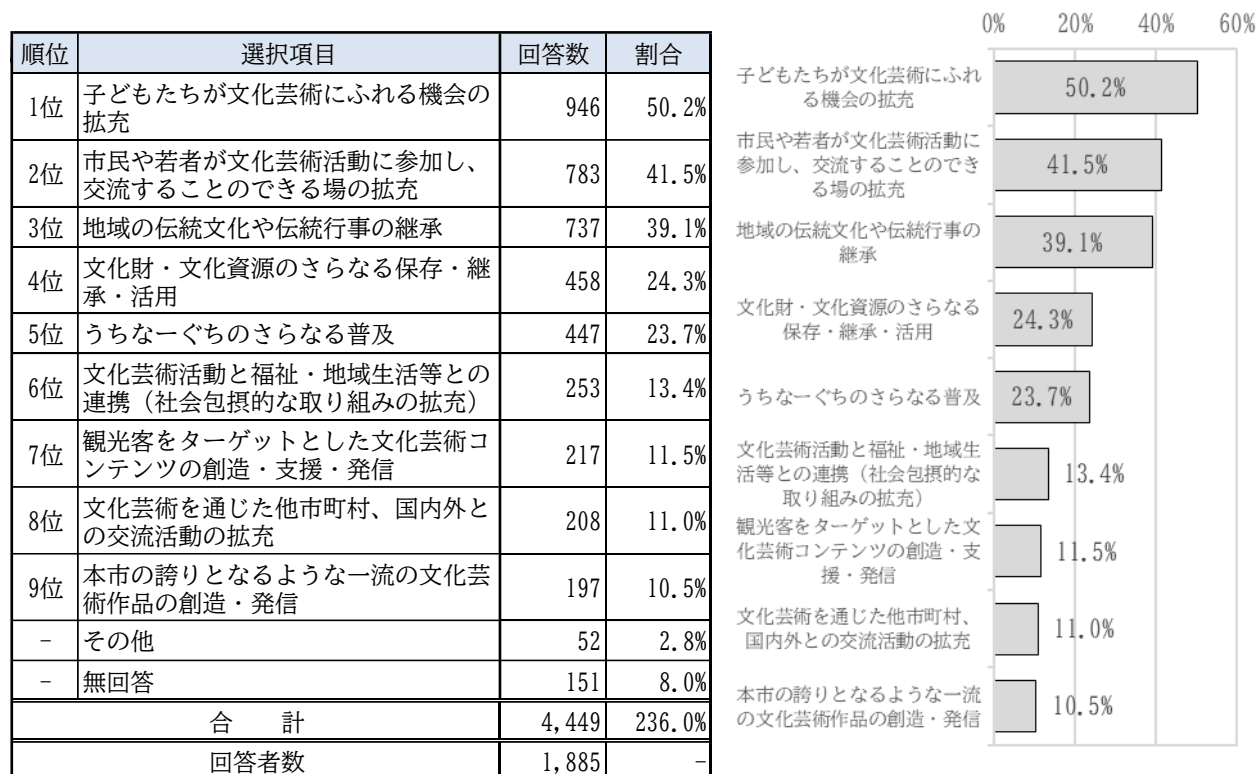 順位 選択項目 回答数 割合
1位 子どもたちが文化芸術にふれる機会の
拡充 946 50.2%
2位 市民や若者が文化芸術活動に参加し、
交流することのできる場の拡充 783 41.5%
3位 地域の伝統文化や伝統行事の継承 737 39.1%
4位 文化財・文化資源のさらなる保存・継
承・活用 458 24.3%
5位 うちなーぐちのさらなる普及 447 23.7%
6位 文化芸術活動と福祉・地域生活等との
連携（社会包摂的な取り組みの拡充） 253 13.4%
7位 観光客をターゲットとした文化芸術コ
ンテンツの創造・支援・発信 217 11.5%
8位 文化芸術を通じた他市町村、国内外と
の交流活動の拡充 208 11.0%
9位 本市の誇りとなるような一流の文化芸
術作品の創造・発信 197 10.5%
- その他 52 2.8%
- 無回答 151 8.0%
合 計 4,449 236.0%
回答者数 1,885 -
0% 20% 40% 60%
子どもたちが文化芸術にふれ
る機会の拡充
50.2%
市民や若者が文化芸術活動に
参加し、交流することのでき
る場の拡充
41.5%
地域の伝統文化や伝統行事の
継承
39.1%
文化財・文化資源のさらなる
保存・継承・活用
24.3%
うちなーぐちのさらなる普及
23.7%
文化芸術活動と福祉・地域生
活等との連携（社会包摂的な
取り組みの拡充）
13.4%
観光客をターゲットとした文
化芸術コンテンツの創造・支
援・発信
11.5%
文化芸術を通じた他市町村、
国内外との交流活動の拡充
11.0%
本市の誇りとなるような一流
の文化芸術作品の創造・発信
10.5%